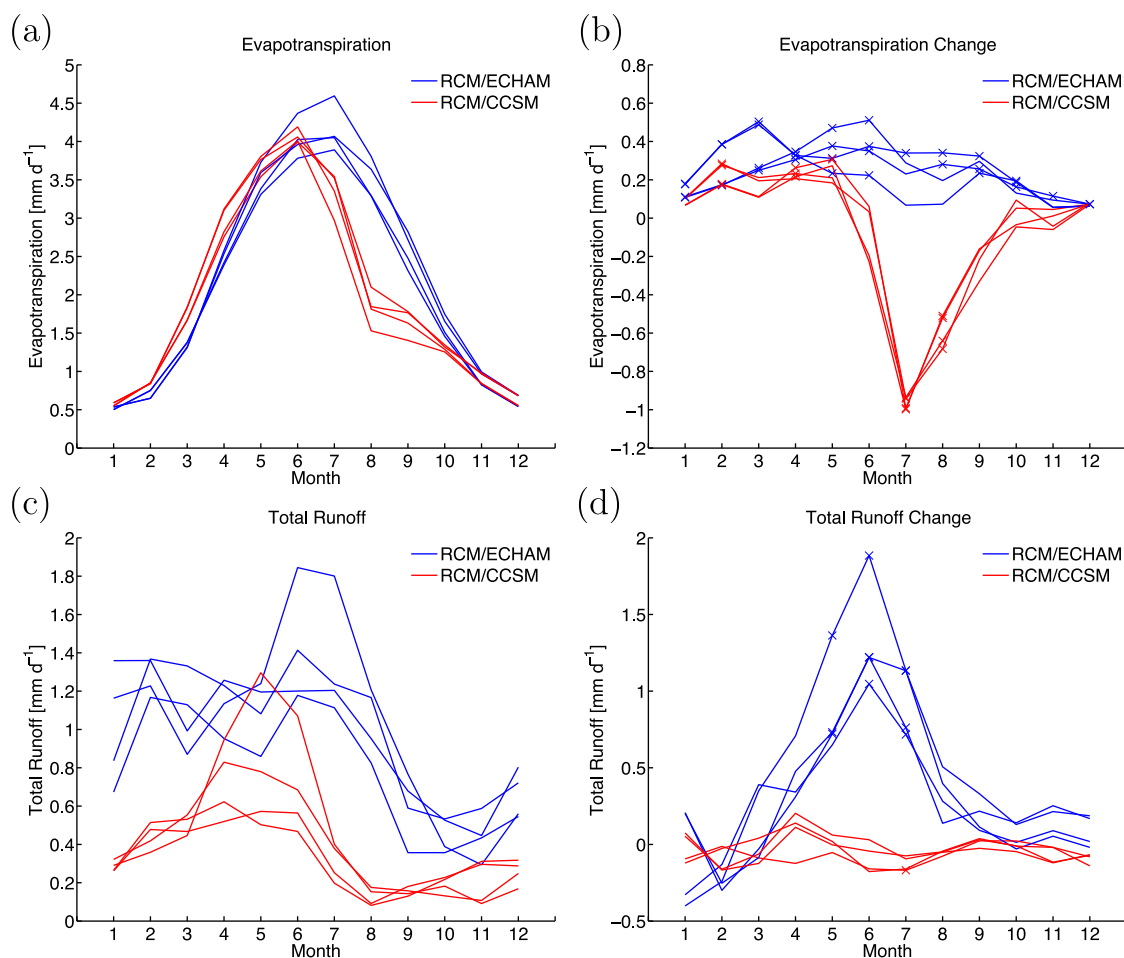 (a)
Evapotranspiration
Evapotranspiration [mm d⁻¹]
5
4.5
4
3.5
3
2.5
2
1.5
1
0.5
0
RCM/ECHAM
RCM/CCSM
1 2 3 4 5 6 7 8 9 10 11 12
Month
(b)
Evapotranspiration Change
Evapotranspiration [mm d⁻¹]
0.8
0.6
0.4
0.2
0
−0.2
−0.4
−0.6
−0.8
−1
−1.2
RCM/ECHAM
RCM/CCSM
1 2 3 4 5 6 7 8 9 10 11 12
Month
(c)
Total Runoff
Total Runoff [mm d⁻¹]
2
1.8
1.6
1.4
1.2
1
0.8
0.6
0.4
0.2
0
RCM/ECHAM
RCM/CCSM
1 2 3 4 5 6 7 8 9 10 11 12
Month
(d)
Total Runoff Change
Total Runoff [mm d⁻¹]
2
1.5
1
0.5
0
−0.5
RCM/ECHAM
RCM/CCSM
1 2 3 4 5 6 7 8 9 10 11 12
Month